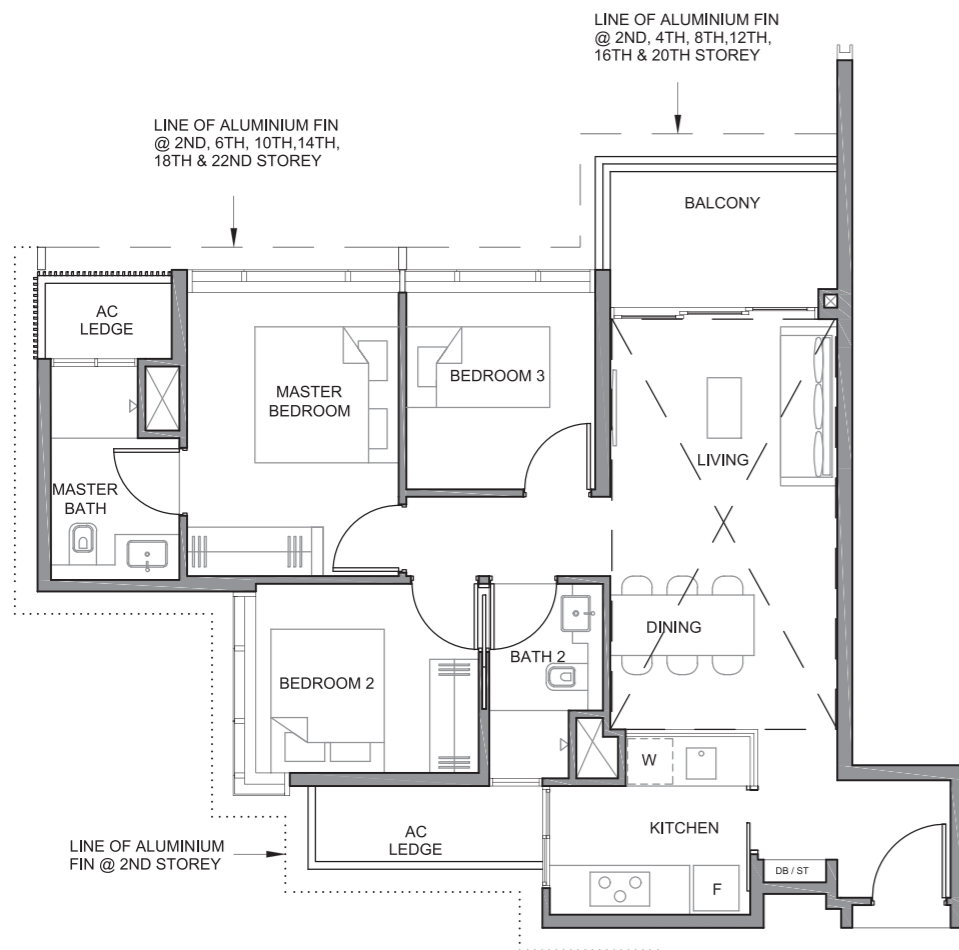 LINE OF ALUMINIUM FIN
@ 2ND, 4TH, 8TH,12TH,
16TH & 20TH STOREY
LINE OF ALUMINIUM FIN
@ 2ND, 6TH, 10TH,14TH,
18TH & 22ND STOREY
BALCONY
AC
LEDGE
MASTER
BEDROOM
BEDROOM 3
LIVING
MASTER
BATH
DINING
BATH 2
BEDROOM 2
W
KITCHEN
AC
LEDGE
LINE OF ALUMINIUM
FIN @ 2ND STOREY
DB / ST
F